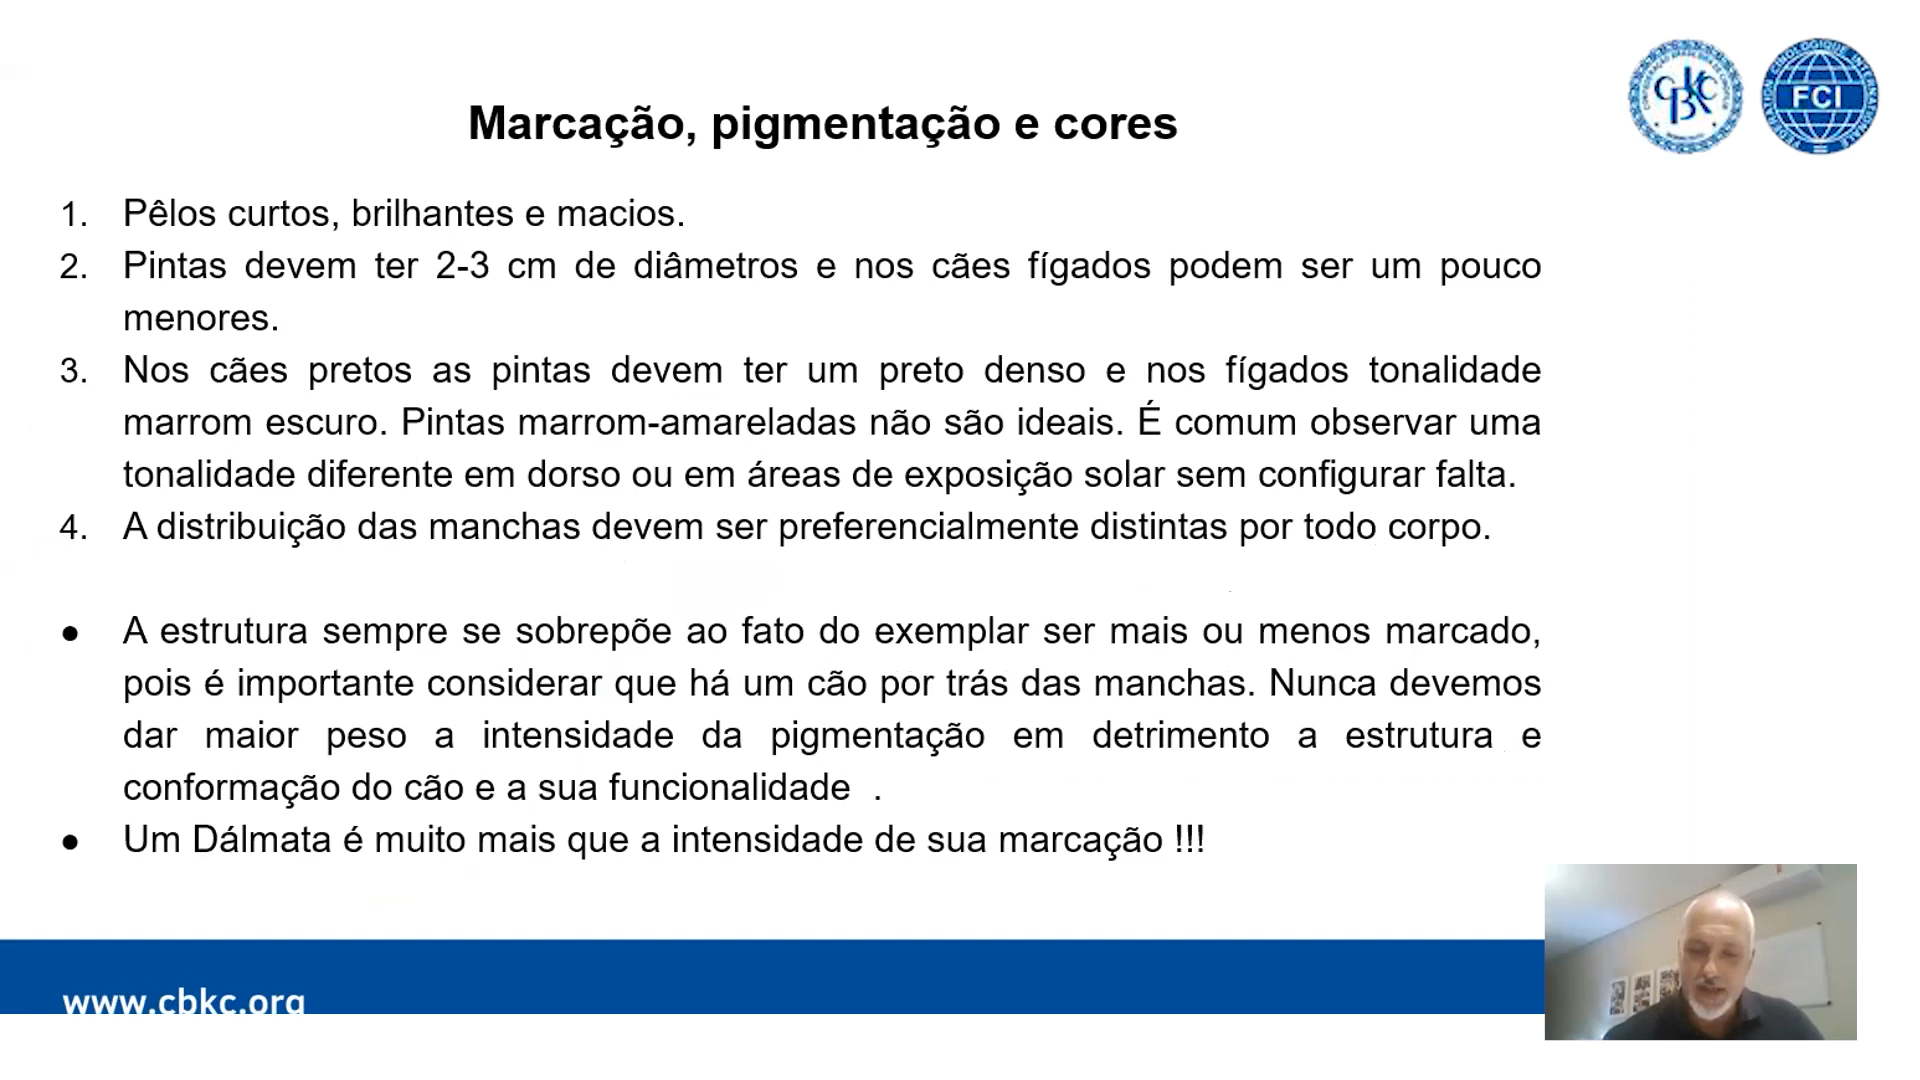 CBKC
FEDERATION CYNOLOGIQUE INTERNATIONALE
FCI
Marcação, pigmentação e cores
1. Pêlos curtos, brilhantes e macios.
2. Pintas devem ter 2-3 cm de diâmetros e nos cães fígados podem ser um pouco
menores.
3. Nos cães pretos as pintas devem ter um preto denso e nos fígados tonalidade
marrom escuro. Pintas marrom-amareladas não são ideais. É comum observar uma
tonalidade diferente em dorso ou em áreas de exposição solar sem configurar falta.
4. A distribuição das manchas devem ser preferencialmente distintas por todo corpo.
● A estrutura sempre se sobrepõe ao fato do exemplar ser mais ou menos marcado,
pois é importante considerar que há um cão por trás das manchas. Nunca devemos
dar maior peso a intensidade da pigmentação em detrimento a estrutura e
conformação do cão e a sua funcionalidade .
● Um Dálmata é muito mais que a intensidade de sua marcação !!!
www.cbkc.org